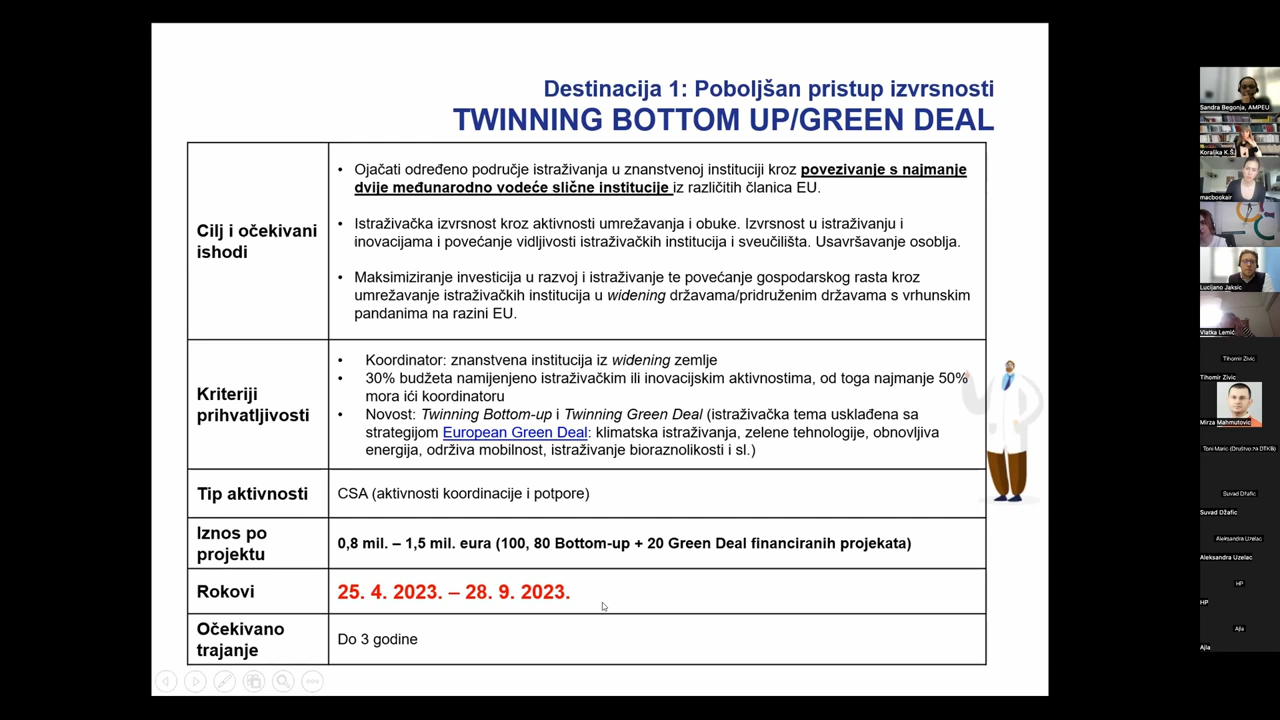 Destinacija 1: Poboljšan pristup izvrsnosti
TWINNING BOTTOM UP/GREEN DEAL
Cilj i očekivani
ishodi
• Ojačati određeno područje istraživanja u znanstvenoj instituciji kroz povezivanje s najmanje
dvije međunarodno vodeće slične institucije iz različitih članica EU.
• Istraživačka izvrsnost kroz aktivnosti umrežavanja i obuke. Izvrsnost u istraživanju i
inovacijama i povećanje vidljivosti istraživačkih institucija i sveučilišta. Usavršavanje osoblja.
• Maksimiziranje investicija u razvoj i istraživanje te povećanje gospodarskog rasta kroz
umrežavanje istraživačkih institucija u widening državama/pridruženim državama s vrhunskim
pandanima na razini EU.
Kriteriji
prihvatljivosti
• Koordinator: znanstvena institucija iz widening zemlje
• 30% budžeta namijenjeno istraživačkim ili inovacijskim aktivnostima, od toga najmanje 50%
mora ići koordinatoru
• Novost: Twinning Bottom-up i Twinning Green Deal (istraživačka tema usklađena sa
strategijom European Green Deal: klimatska istraživanja, zelene tehnologije, obnovljiva
energija, održiva mobilnost, istraživanje bioraznolikosti i sl.)
Tip aktivnosti
CSA (aktivnosti koordinacije i potpore)
Iznos po
projektu
0,8 mil. – 1,5 mil. eura (100, 80 Bottom-up + 20 Green Deal financiranih projekata)
Rokovi
25. 4. 2023. – 28. 9. 2023.
Očekivano
trajanje
Do 3 godine
Sandra Begonja, AMPEU
Koraljka K.Š.
macbookair
Lucijano Jaksic
Vlatka Lemić
Tihomir Zivic
Tihomir Zivic
Mirza Mahmutovic
Toni Maric (Društvo za DTKBI)
Suvad Džafic
Suvad Džafic
Aleksandra Uzelac
Aleksandra Uzelac
HP
HP
Ajla
Ajla